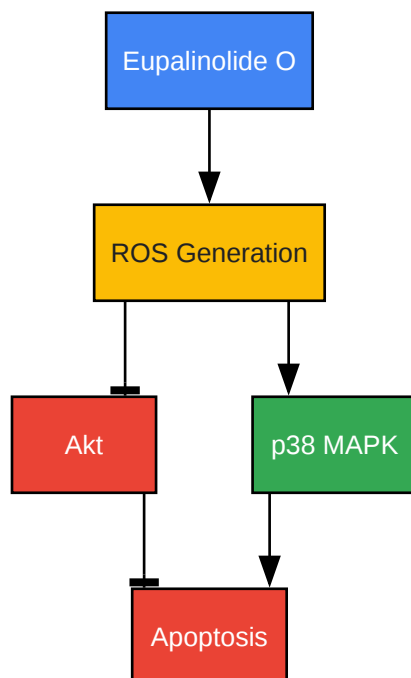 Eupalinolide O
ROS Generation
Akt
p38 MAPK
Apoptosis